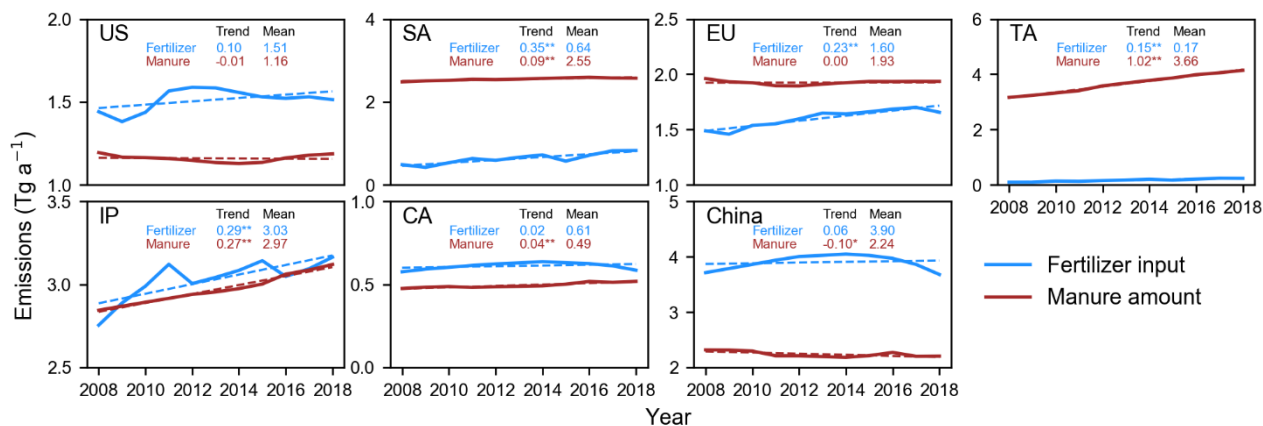 Emissions (Tg a⁻¹)
2.0
1.5
1.0
US
Trend Mean
Fertilizer 0.10 1.51
Manure -0.01 1.16
4
2
0
SA
Trend Mean
Fertilizer 0.35** 0.64
Manure 0.09** 2.55
2.5
2.0
1.5
1.0
EU
Trend Mean
Fertilizer 0.23** 1.60
Manure 0.00 1.93
6
4
2
0
TA
Trend Mean
Fertilizer 0.15** 0.17
Manure 1.02** 3.66
2008 2010 2012 2014 2016 2018
3.5
3.0
2.5
IP
Trend Mean
Fertilizer 0.29** 3.03
Manure 0.27** 2.97
2008 2010 2012 2014 2016 2018
1.0
0.5
0.0
CA
Trend Mean
Fertilizer 0.02 0.61
Manure 0.04** 0.49
2008 2010 2012 2014 2016 2018
5
4
3
2
China
Trend Mean
Fertilizer 0.06 3.90
Manure -0.10* 2.24
2008 2010 2012 2014 2016 2018
Fertilizer input
Manure amount
Year